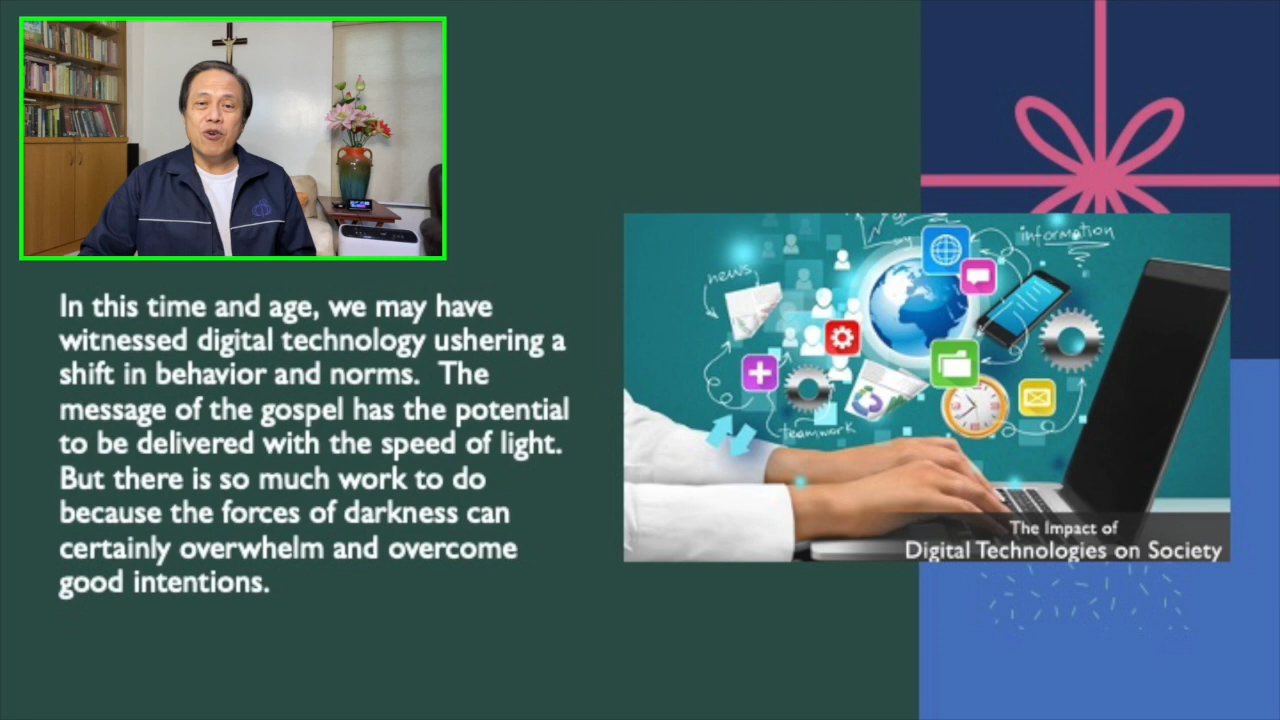 In this time and age, we may have
witnessed digital technology ushering a
shift in behavior and norms.  The
message of the gospel has the potential
to be delivered with the speed of light.
But there is so much work to do
because the forces of darkness can
certainly overwhelm and overcome
good intentions.
news
information
teamwork
The Impact of
Digital Technologies on Society